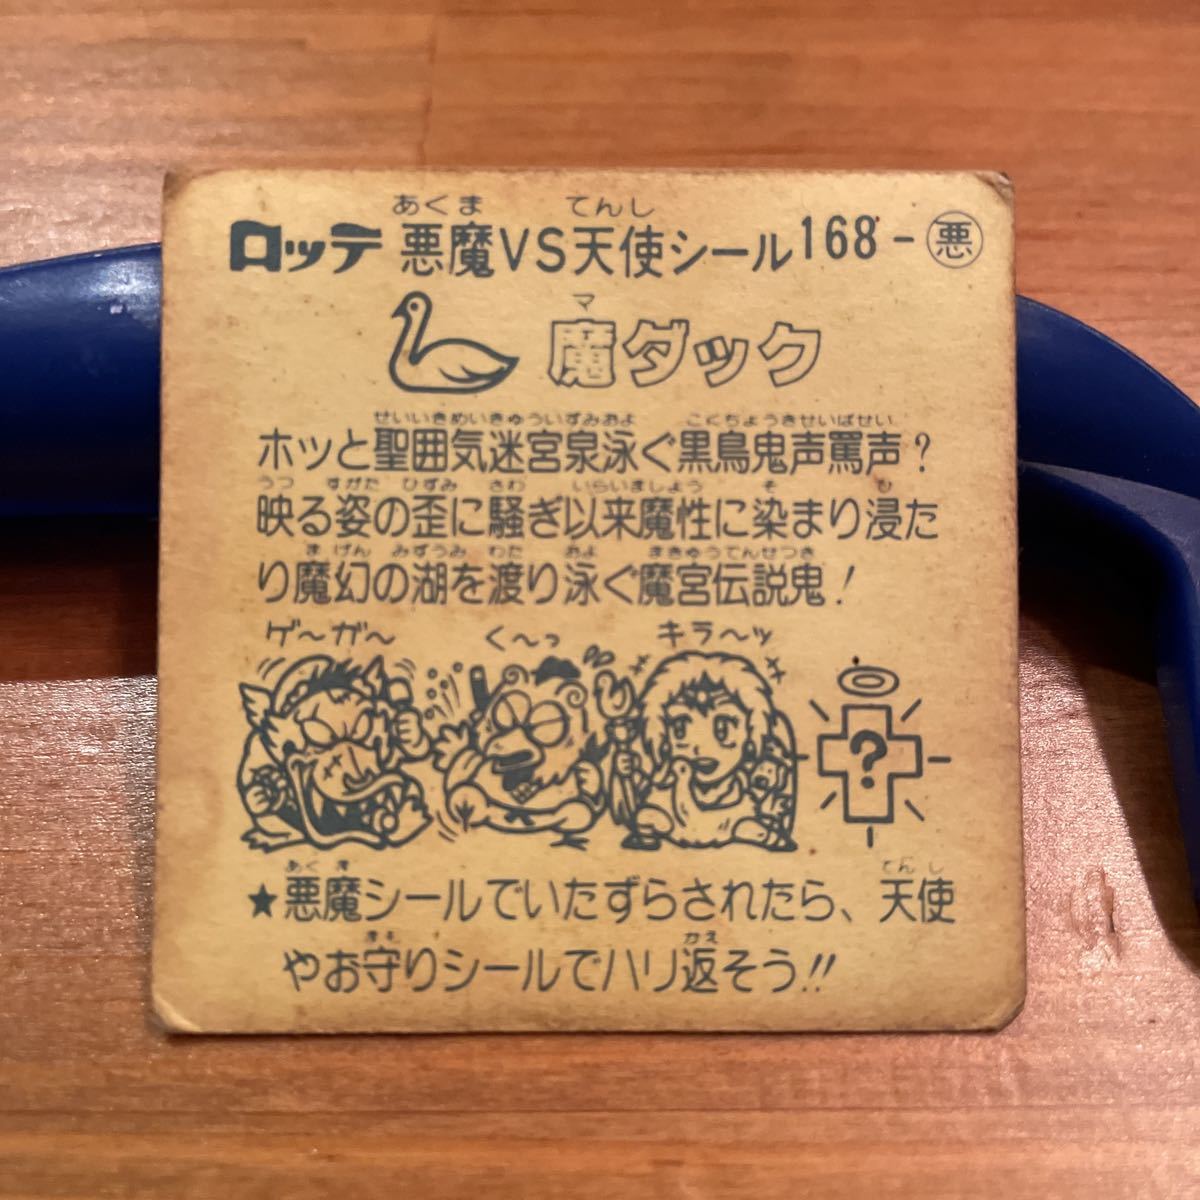 あくま てんし
ロッテ 悪魔VS天使シール168-悪
マ
魔ダック
せいいきめいきゅういずみおよ こくちょうきせいばせい
ホッと聖囲気迷宮泉泳ぐ黒鳥鬼声罵声?
うつ すがた ひずみ さわ いらいましょう そ ひ
映る姿の歪に騒ぎ以来魔性に染まり浸た
まげん みずうみ わた およ まきゅうでんせつき
り魔幻の湖を渡り泳ぐ魔宮伝説鬼!
ゲ〜ガ〜 く〜っ キラ〜ッ
?
あくま てんし
★悪魔シールでいたずらされたら、天使
まも かえ
やお守りシールでハリ返そう!!